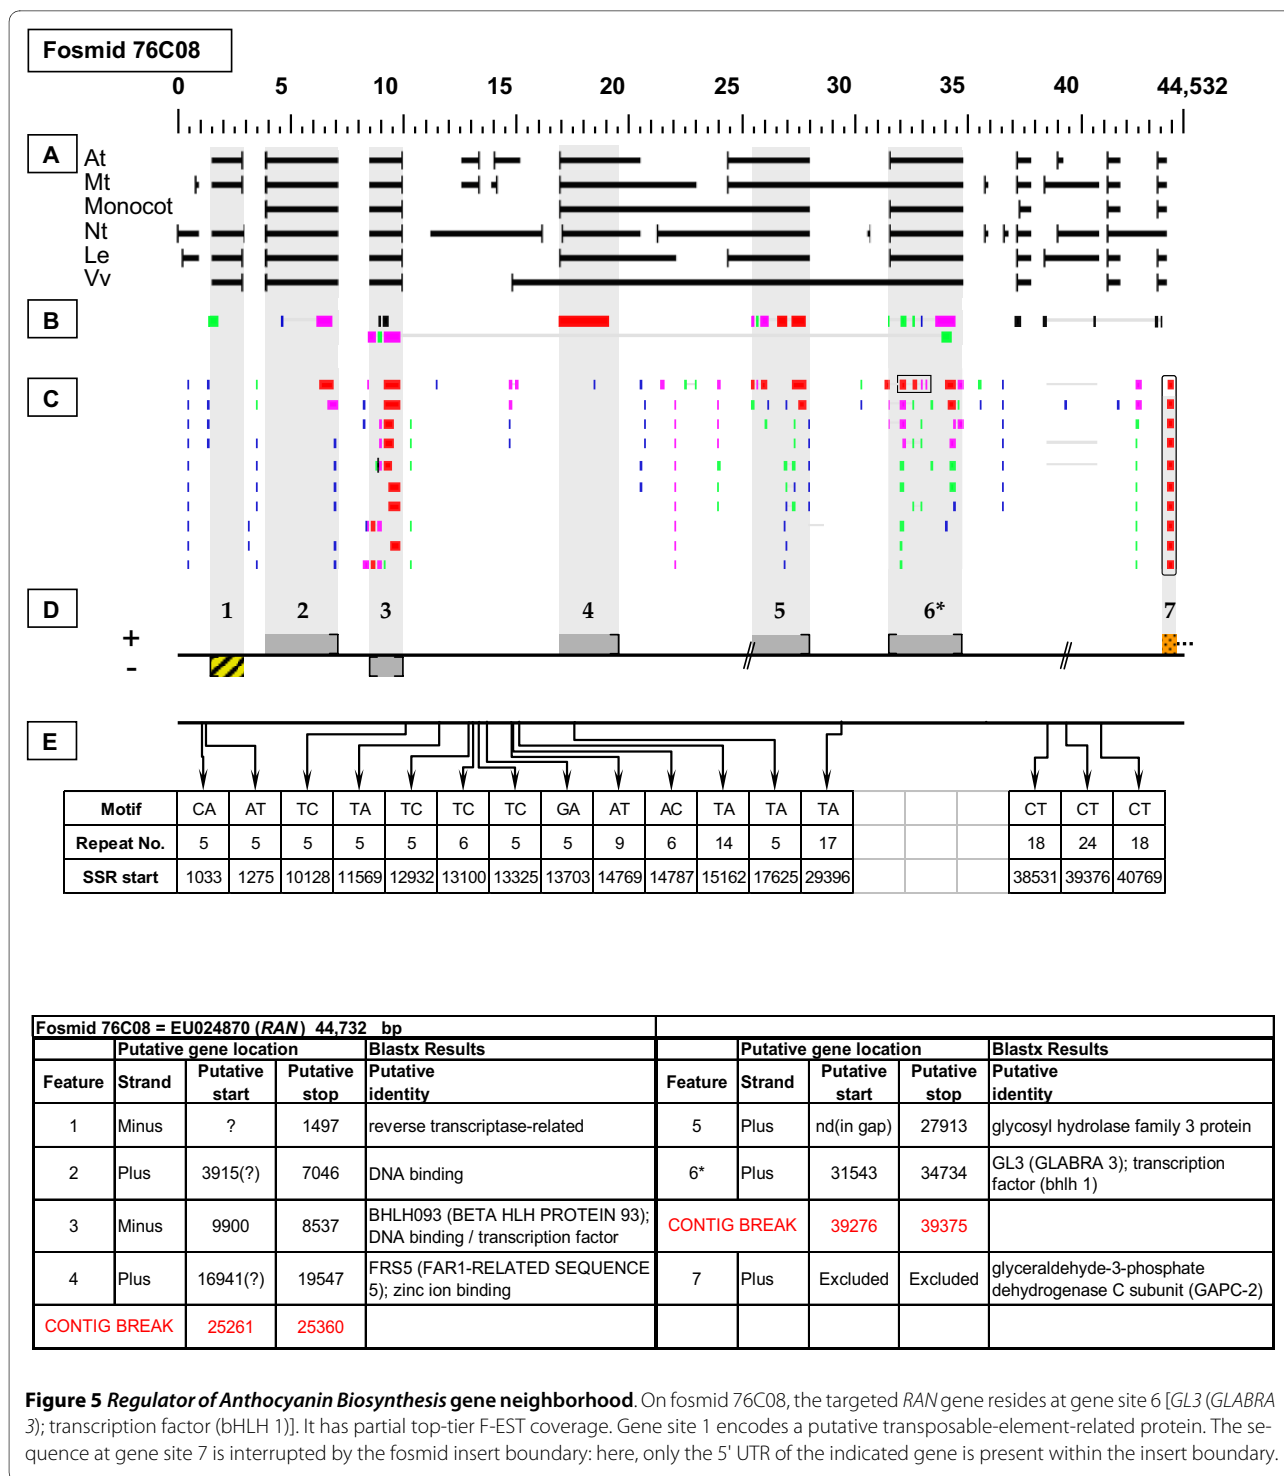 Fosmid 76C08
0 5 10 15 20 25 30 35 40 44,532
A
At
Mt
Monocot
Nt
Le
Vv
B
C
D
1 2 3 4 5 6* 7
+
-
...
E
Motif CA AT TC TA TC TC TC GA AT AC TA TA TA CT CT CT
Repeat No. 5 5 5 5 5 6 5 5 9 6 14 5 17 18 24 18
SSR start 1033 1275 10128 11569 12932 13100 13325 13703 14769 14787 15162 17625 29396 38531 39376 40769
Fosmid 76C08 = EU024870 (RAN) 44,732 bp
Putative gene location Blastx Results Putative gene location Blastx Results
Feature Strand Putative start Putative stop Putative identity Feature Strand Putative start Putative stop Putative identity
1 Minus ? 1497 reverse transcriptase-related 5 Plus nd(in gap) 27913 glycosyl hydrolase family 3 protein
2 Plus 3915(?) 7046 DNA binding 6* Plus 31543 34734 GL3 (GLABRA 3); transcription factor (bhlh 1)
3 Minus 9900 8537 BHLH093 (BETA HLH PROTEIN 93); DNA binding / transcription factor CONTIG BREAK 39276 39375
4 Plus 16941(?) 19547 FRS5 (FAR1-RELATED SEQUENCE 5); zinc ion binding 7 Plus Excluded Excluded glyceraldehyde-3-phosphate dehydrogenase C subunit (GAPC-2)
CONTIG BREAK 25261 25360
Figure 5 Regulator of Anthocyanin Biosynthesis gene neighborhood. On fosmid 76C08, the targeted RAN gene resides at gene site 6 [GL3 (GLABRA
3); transcription factor (bHLH 1)]. It has partial top-tier F-EST coverage. Gene site 1 encodes a putative transposable-element-related protein. The se-
quence at gene site 7 is interrupted by the fosmid insert boundary: here, only the 5' UTR of the indicated gene is present within the insert boundary.